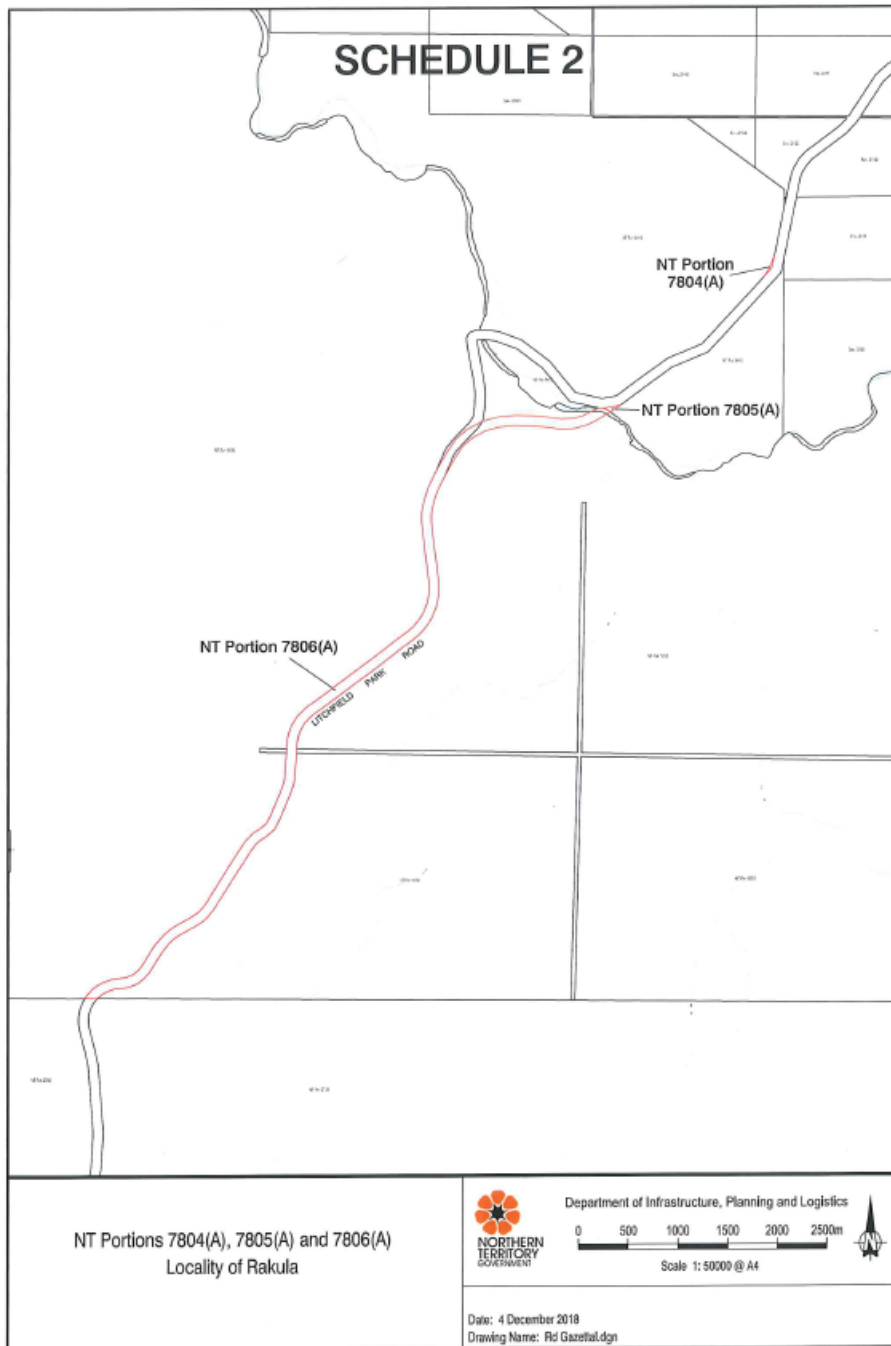 SCHEDULE 2
NT Portion
7804(A)
NT Portion 7805(A)
NT Portion 7806(A)
LITCHFIELD PARK ROAD
NT Portions 7804(A), 7805(A) and 7806(A)
Locality of Rakula
NORTHERN
TERRITORY
GOVERNMENT
Department of Infrastructure, Planning and Logistics
0 500 1000 1500 2000 2500m
Scale 1: 50000 @ A4
N
Date: 4 December 2018
Drawing Name: Rd Gazettal.dgn